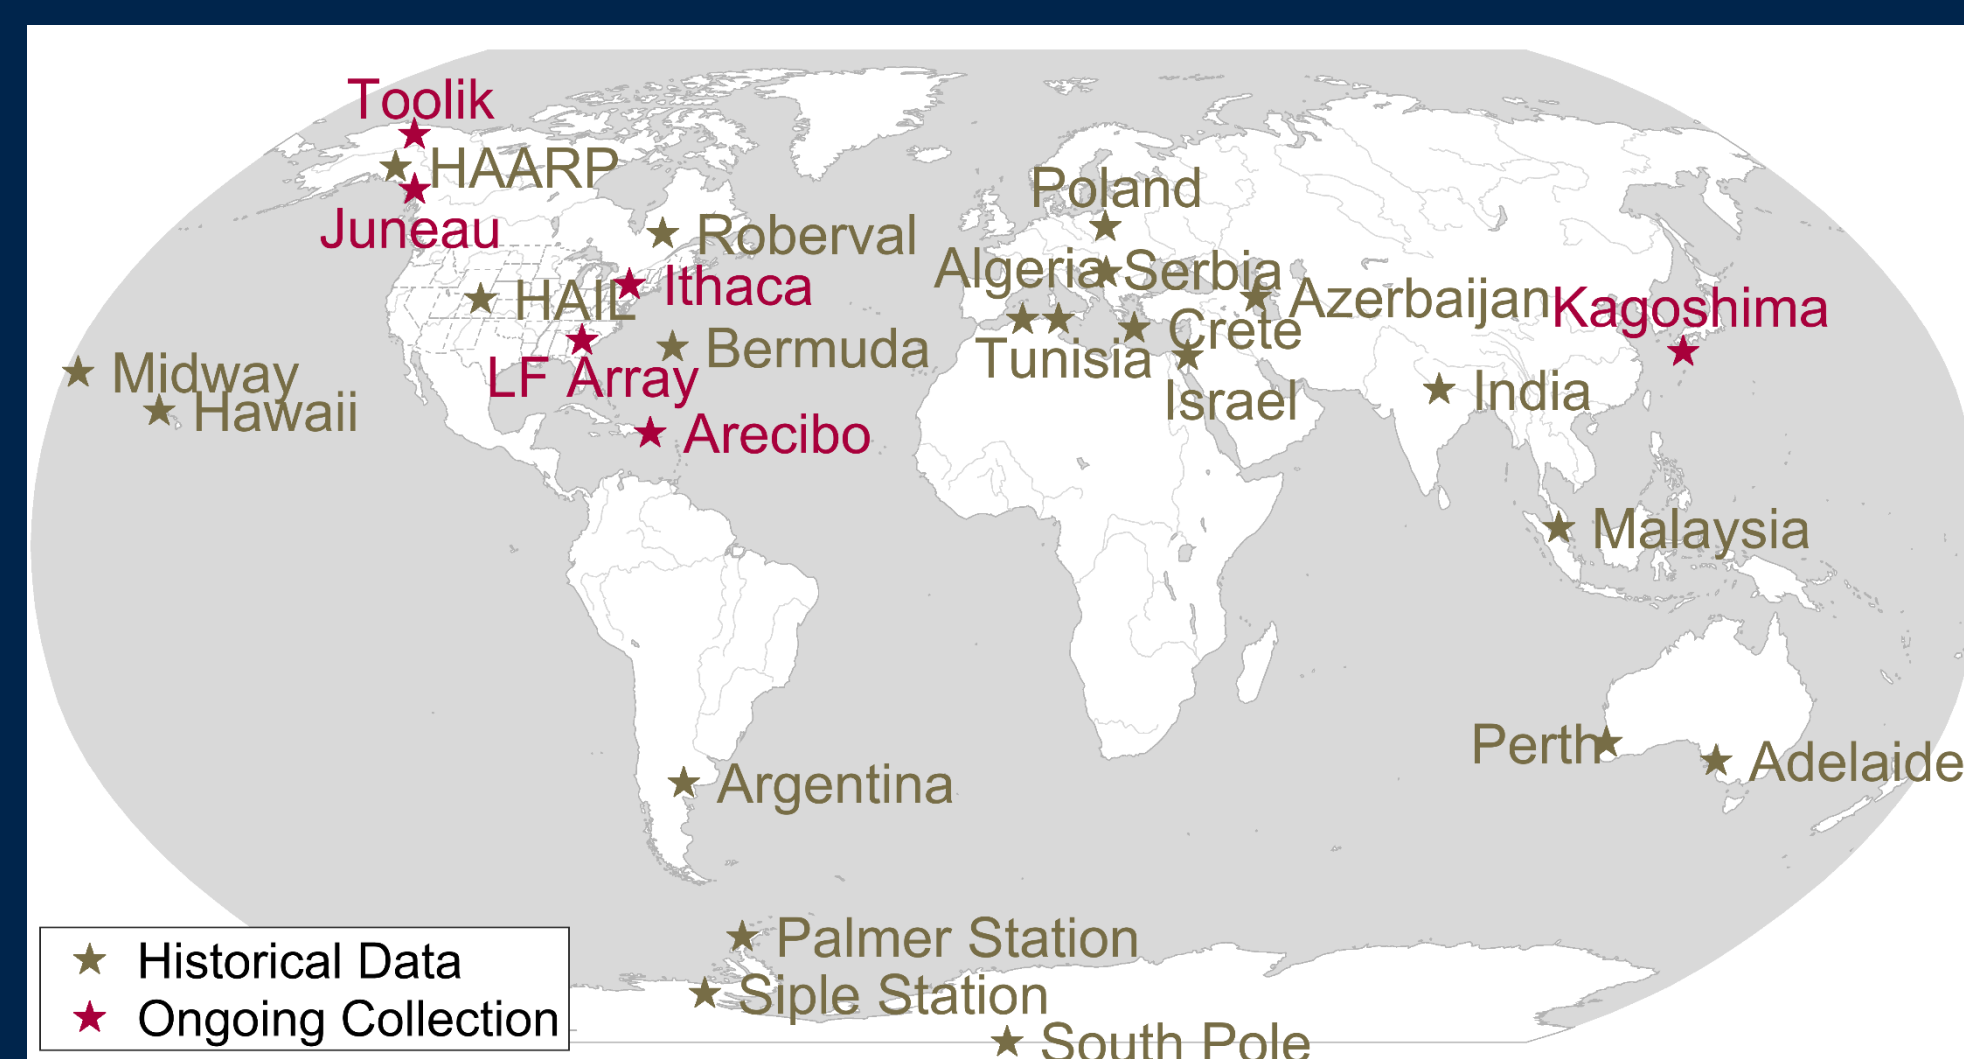 Toolik
HAARP
Juneau
Poland
Roberval
Algeria
Serbia
Ithaca
HAIL
Azerbaijan
Kagoshima
Crete
Bermuda
Tunisia
Midway
LF Array
India
Israel
Hawaii
Arecibo
Malaysia
Perth
Adelaide
Argentina
Palmer Station
Siple Station
South Pole
Historical Data
Ongoing Collection